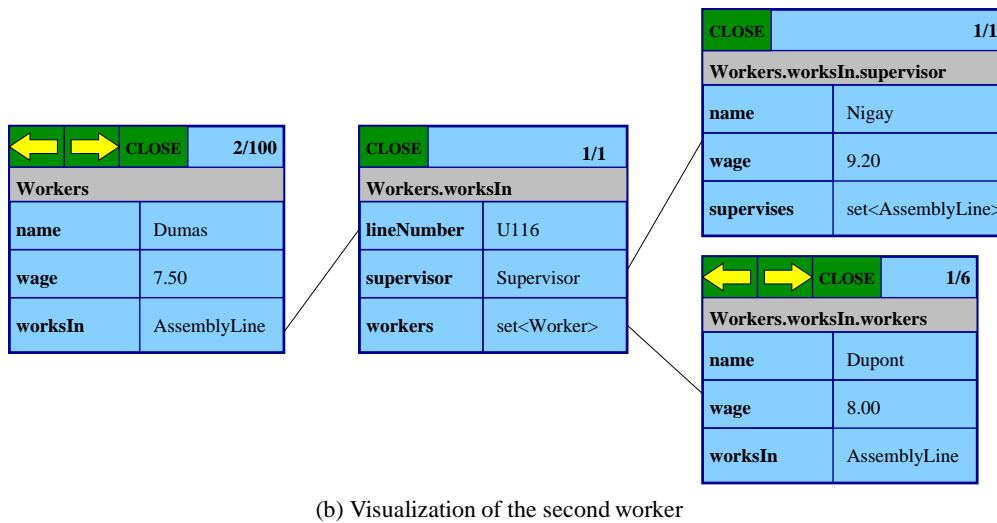 CLOSE 2/100
Workers
name Dumas
wage 7.50
worksIn AssemblyLine
CLOSE 1/1
Workers.worksIn
lineNumber U116
supervisor Supervisor
workers set<Worker>
CLOSE 1/1
Workers.worksIn.supervisor
name Nigay
wage 9.20
supervises set<AssemblyLine>
CLOSE 1/6
Workers.worksIn.workers
name Dupont
wage 8.00
worksIn AssemblyLine
(b) Visualization of the second worker